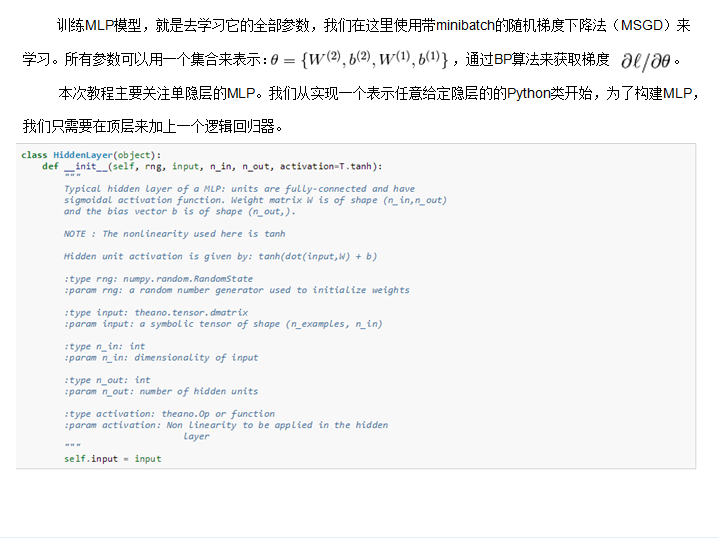 训练MLP模型，就是去学习它的全部参数，我们在这里使用带minibatch的随机梯度下降法（MSGD）来
学习。所有参数可以用一个集合来表示：θ = {W^(2), b^(2), W^(1), b^(1)}，通过BP算法来获取梯度 ∂ℓ/∂θ。
本次教程主要关注单隐层的MLP。我们从实现一个表示任意给定隐层的的Python类开始，为了构建MLP，
我们只需要在顶层来加上一个逻辑回归器。
class HiddenLayer(object):
    def __init__(self, rng, input, n_in, n_out, activation=T.tanh):
        """
        Typical hidden layer of a MLP: units are fully-connected and have
        sigmoidal activation function. Weight matrix W is of shape (n_in,n_out)
        and the bias vector b is of shape (n_out,).
        NOTE : The nonlinearity used here is tanh
        Hidden unit activation is given by: tanh(dot(input,W) + b)
        :type rng: numpy.random.RandomState
        :param rng: a random number generator used to initialize weights
        :type input: theano.tensor.dmatrix
        :param input: a symbolic tensor of shape (n_examples, n_in)
        :type n_in: int
        :param n_in: dimensionality of input
        :type n_out: int
        :param n_out: number of hidden units
        :type activation: theano.Op or function
        :param activation: Non linearity to be applied in the hidden
                           layer
        """
        self.input = input